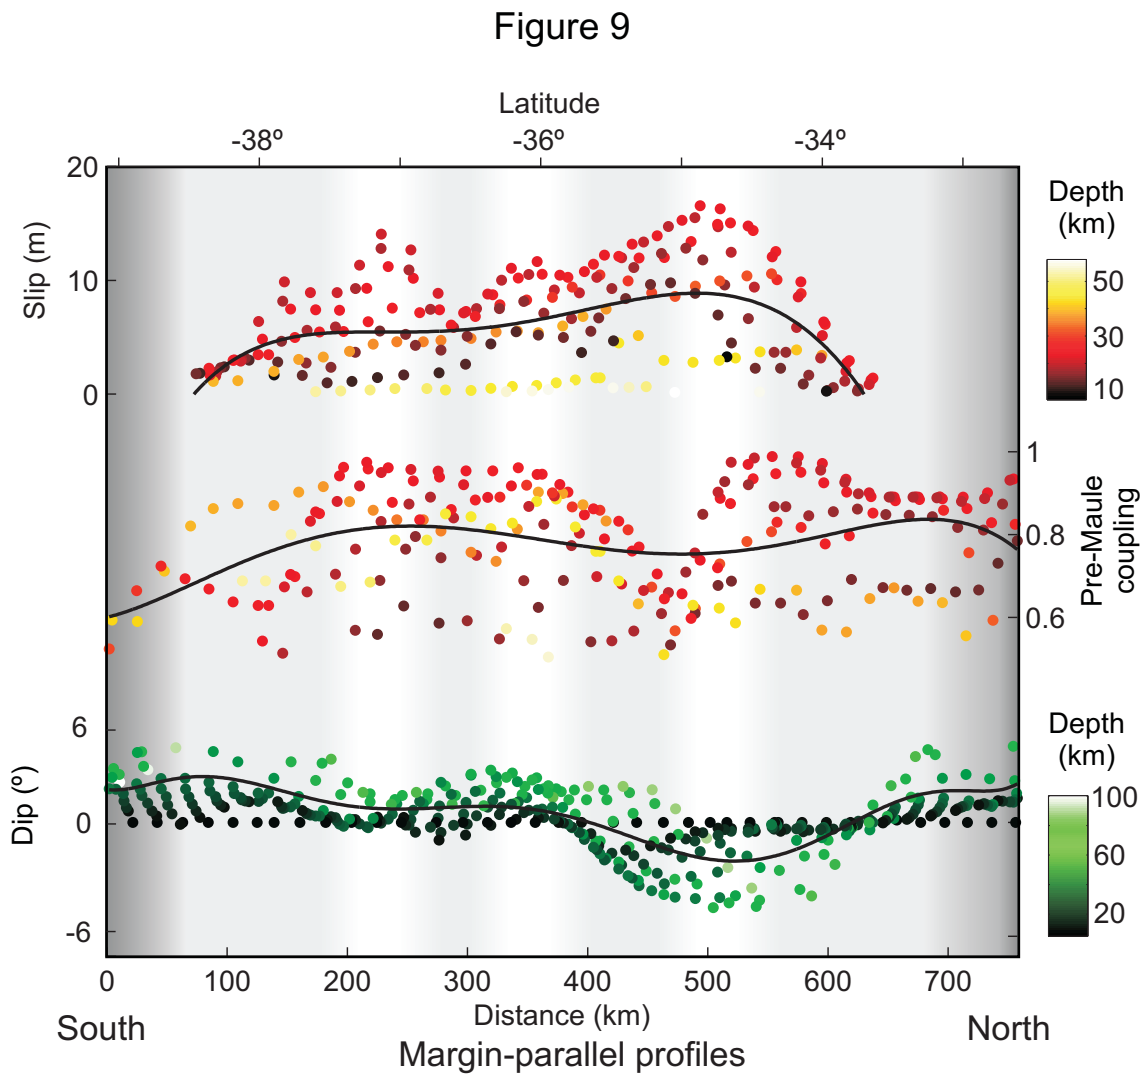 Figure 9
Latitude
-38º -36º -34º
20
10
0
Slip (m)
Depth
(km)
50
30
10
1
0.8
0.6
Pre-Maule
coupling
6
0
-6
Dip (º)
Depth
(km)
100
60
20
0 100 200 300 400 500 600 700
Distance (km)
South North
Margin-parallel profiles